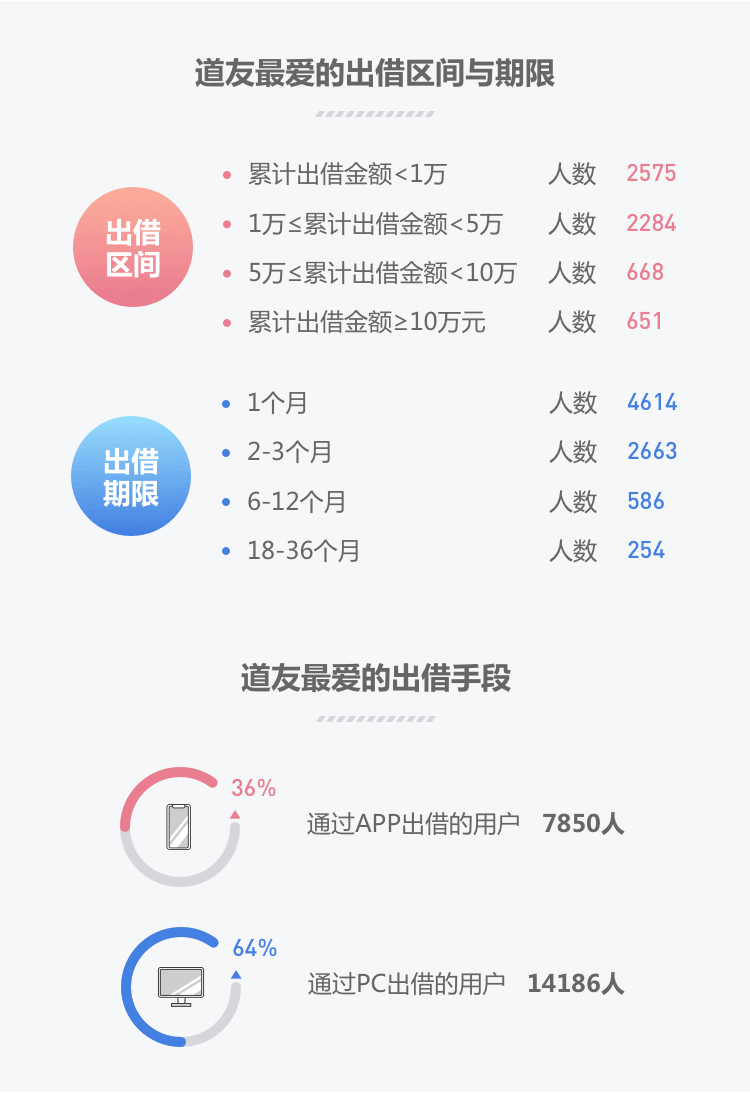 道友最爱的出借区间与期限
出借
区间
累计出借金额<1万 人数 2575
1万≤累计出借金额<5万 人数 2284
5万≤累计出借金额<10万 人数 668
累计出借金额≥10万元 人数 651
出借
期限
1个月 人数 4614
2-3个月 人数 2663
6-12个月 人数 586
18-36个月 人数 254
道友最爱的出借手段
36%
通过APP出借的用户 7850人
64%
通过PC出借的用户 14186人